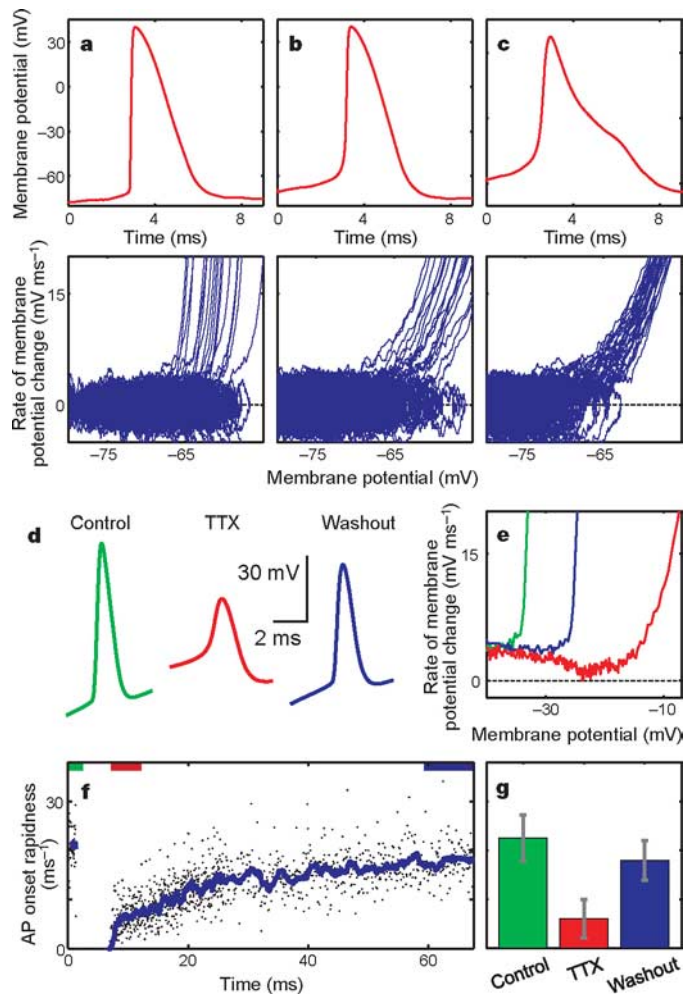 Membrane potential (mV)
30
0
−30
−60
a
b
c
0
4
8
0
4
8
0
4
8
Time (ms)
Time (ms)
Time (ms)
Rate of membrane
potential change (mV ms−1)
15
0
−75
−65
−75
−65
−75
−65
Membrane potential (mV)
d
Control
TTX
Washout
30 mV
2 ms
e
Rate of membrane
potential change (mV ms−1)
15
0
−30
−10
Membrane potential (mV)
f
AP onset rapidness
(ms−1)
30
0
0
20
40
60
Time (ms)
g
Control
TTX
Washout